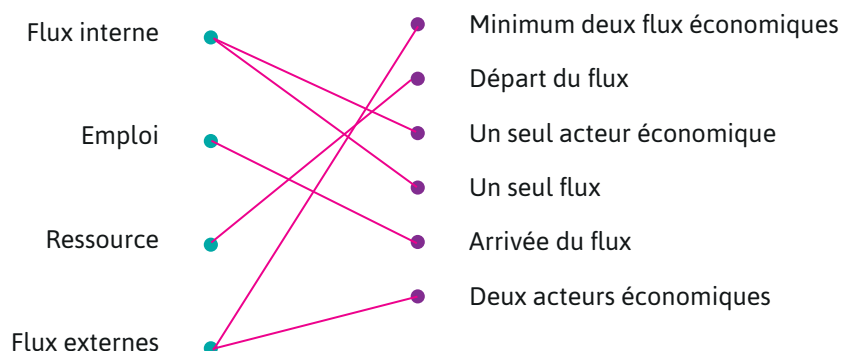 Flux interne
Emploi
Ressource
Flux externes
Minimum deux flux économiques
Départ du flux
Un seul acteur économique
Un seul flux
Arrivée du flux
Deux acteurs économiques